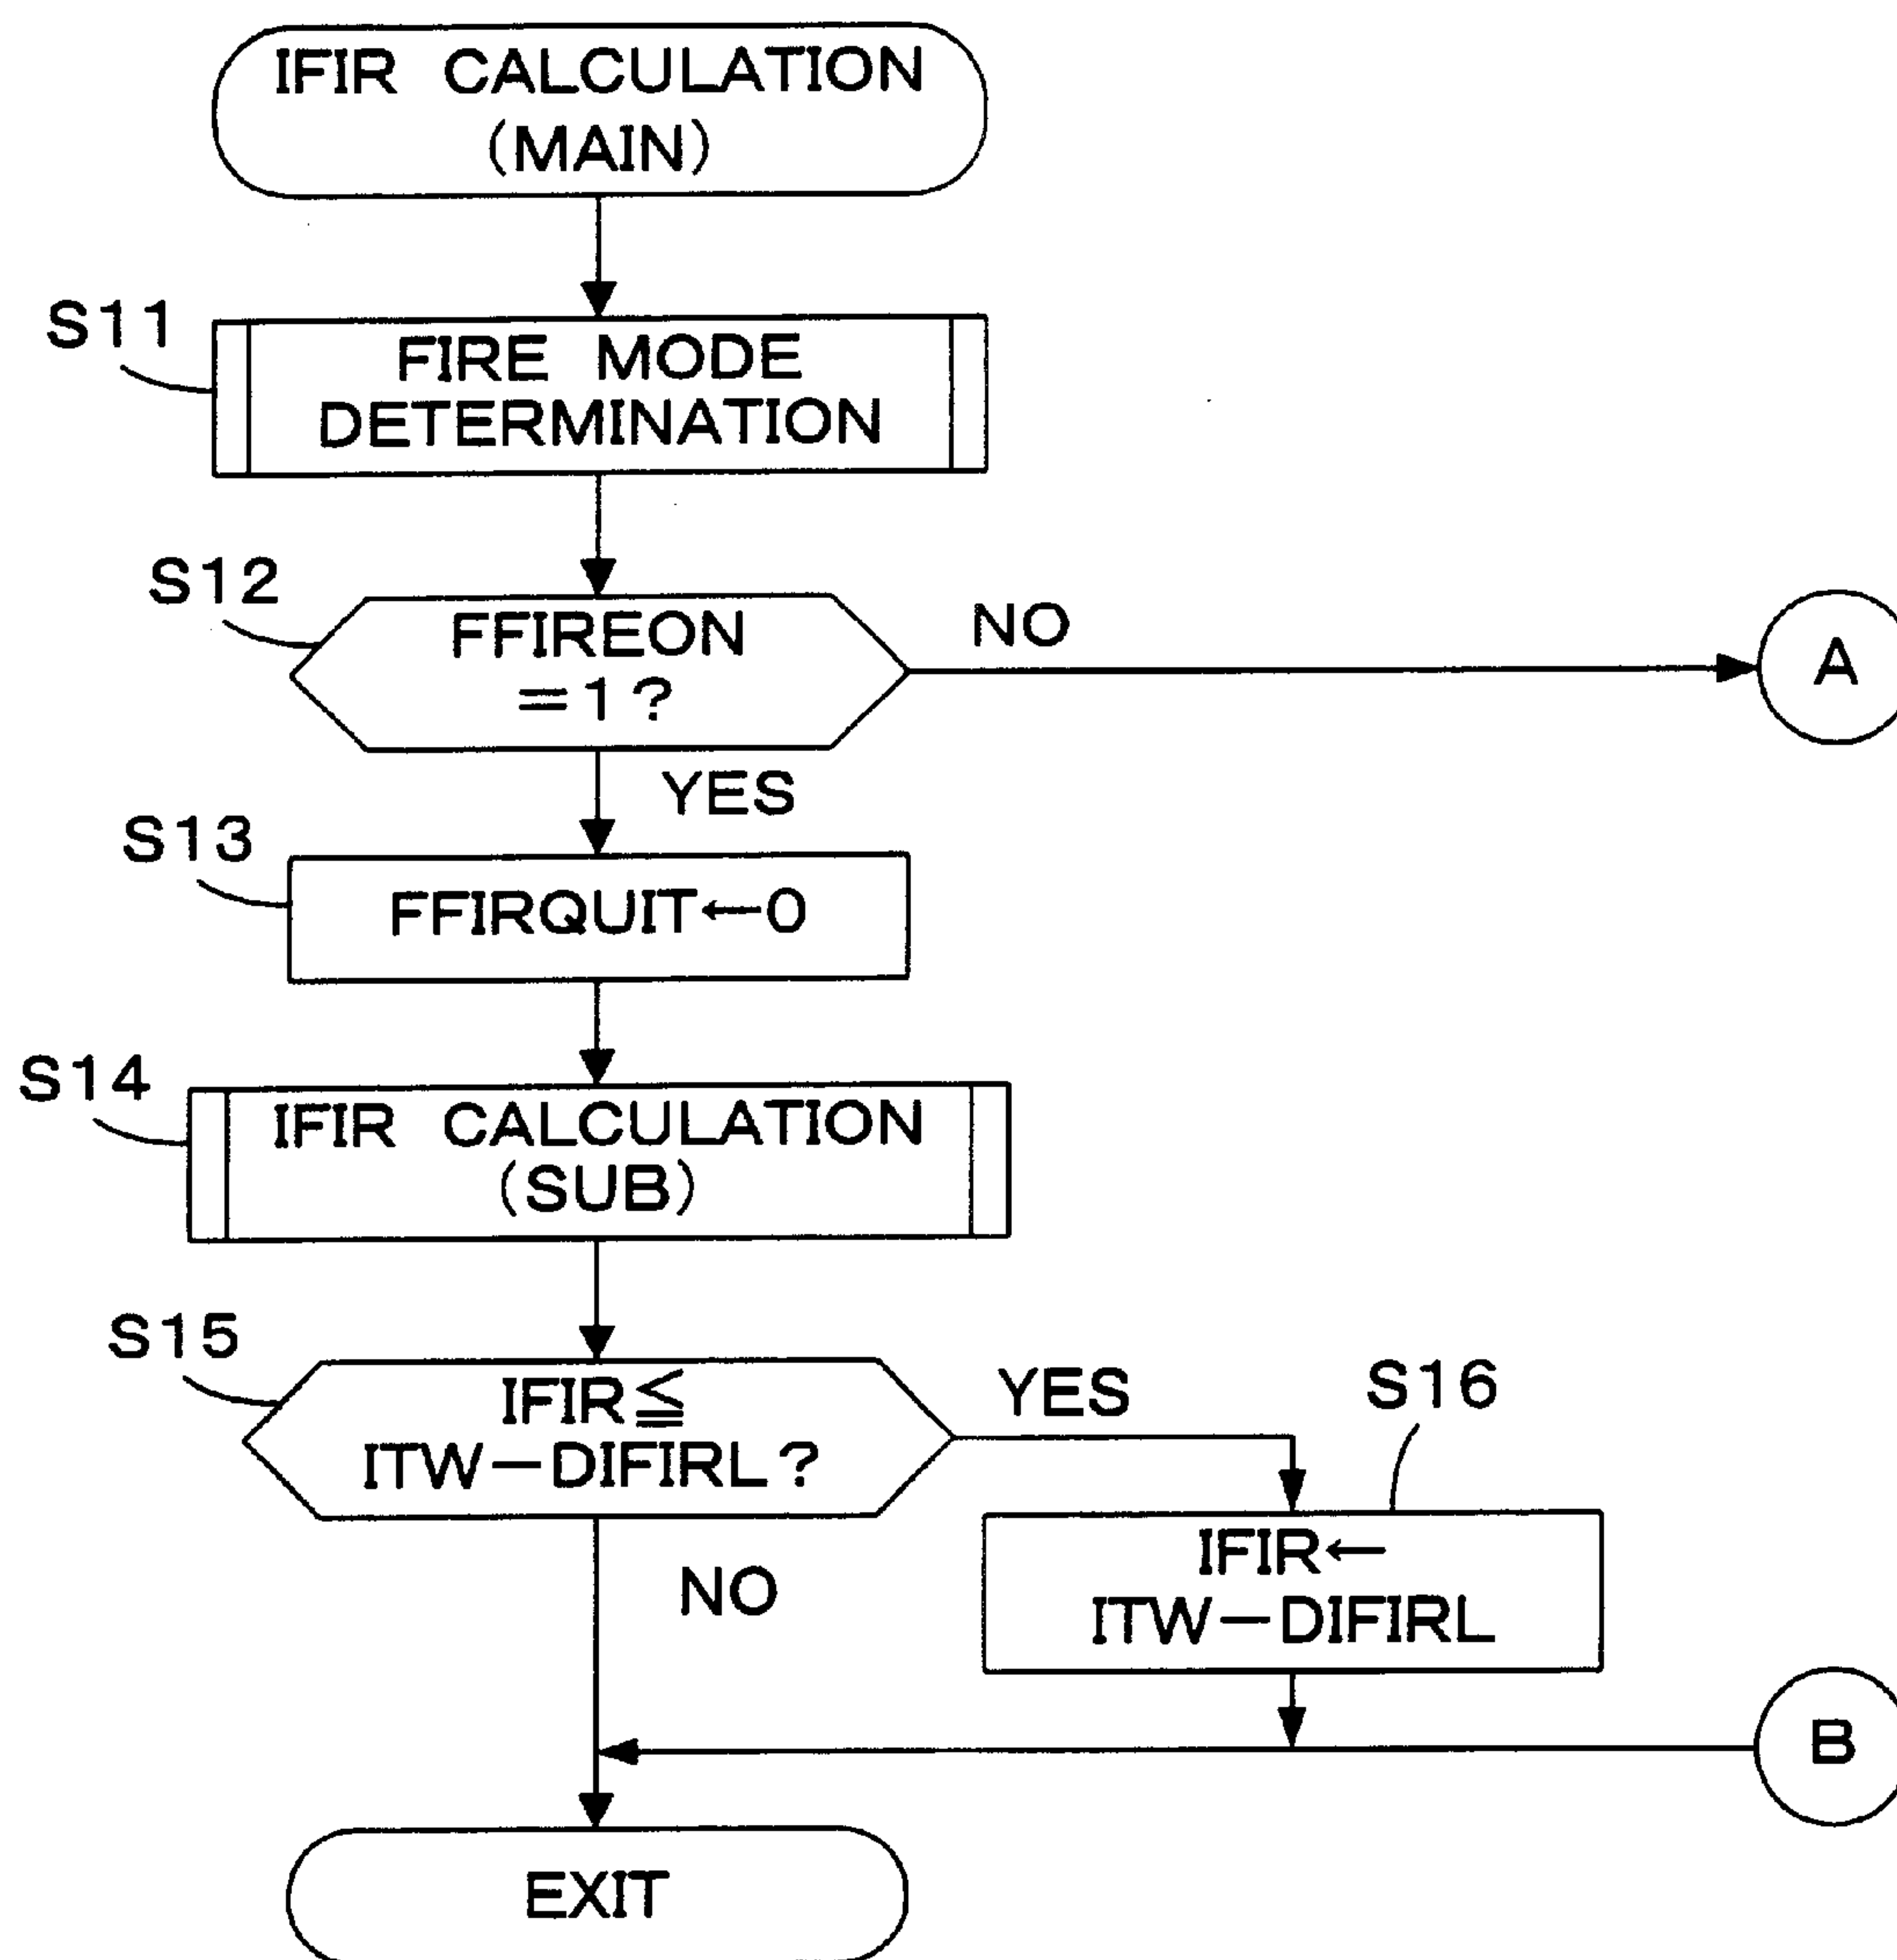 IFIR CALCULATION
(MAIN)
S11
FIRE MODE
DETERMINATION
S12
FFIREON
=1?
NO
A
YES
S13
FFIRQUIT←0
S14
IFIR CALCULATION
(SUB)
S15
IFIR≦
ITW-DIFIRL?
YES
S16
NO
IFIR←
ITW-DIFIRL
B
EXIT